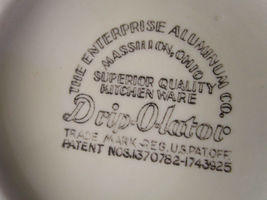 THE ENTERPRISE ALUMINUM CO.
MASSILLON, OHIO
SUPERIOR QUALITY
KITCHEN WARE
Drip-O-lator
TRADE MARK-REG. U.S. PAT. OFF.
PATENT NOS. 1370782-1743925